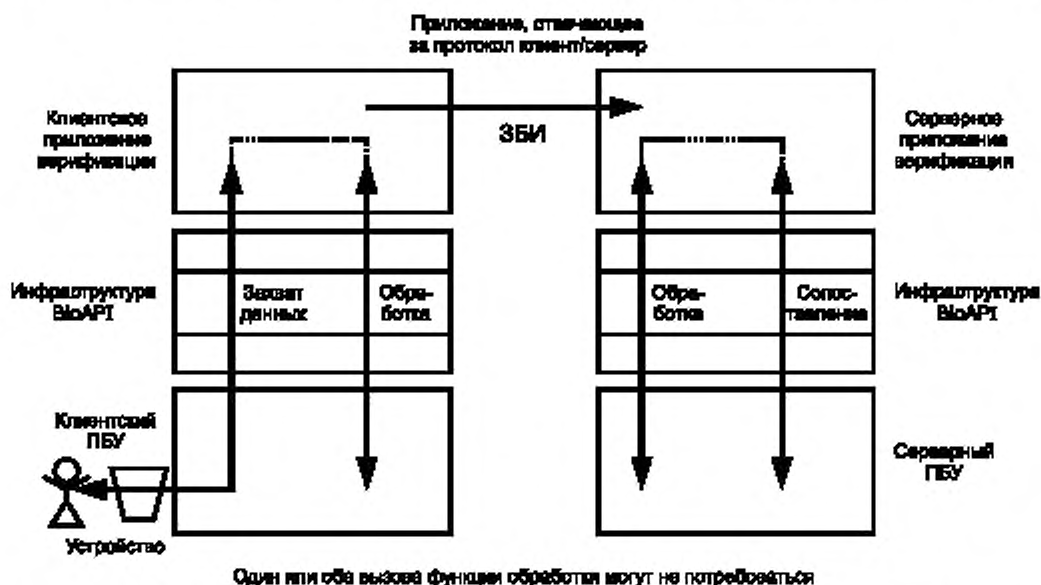 Приложение, отвечающее
за протокол клиент/сервер
Клиентское
приложение
верификации
ЗБИ
Серверное
приложение
верификации
Инфраструктура
BioAPI
Захват
данных
Обра-
ботка
Обра-
ботка
Сопос-
тавление
Инфраструктура
BioAPI
Клиентский
ПБУ
Серверный
ПБУ
Устройство
Один или оба вызова функции обработки могут не потребоваться